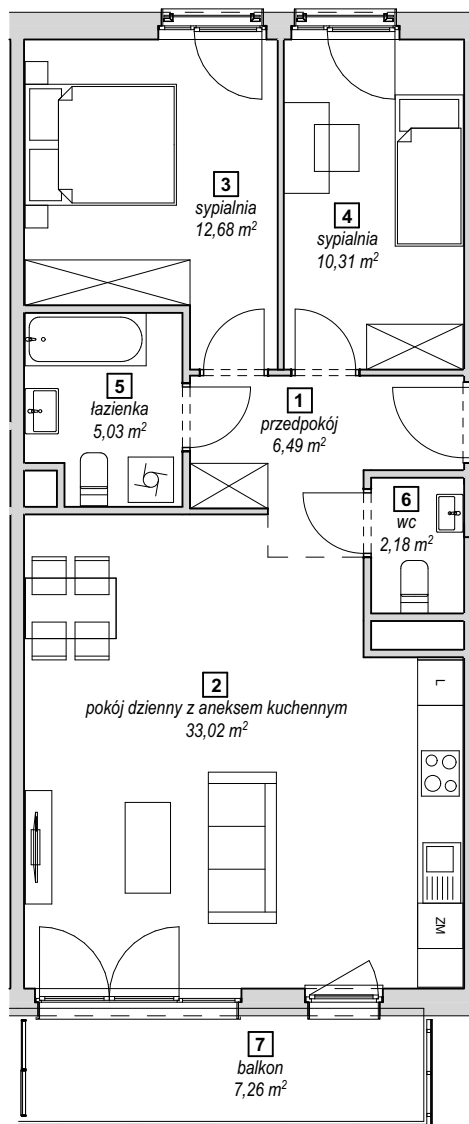 3
sypialnia
12,68 m²
4
sypialnia
10,31 m²
5
łazienka
5,03 m²
1
przedpokój
6,49 m²
6
wc
2,18 m²
2
pokój dzienny z aneksem kuchennym
33,02 m²
L
ZM
7
balkon
7,26 m²